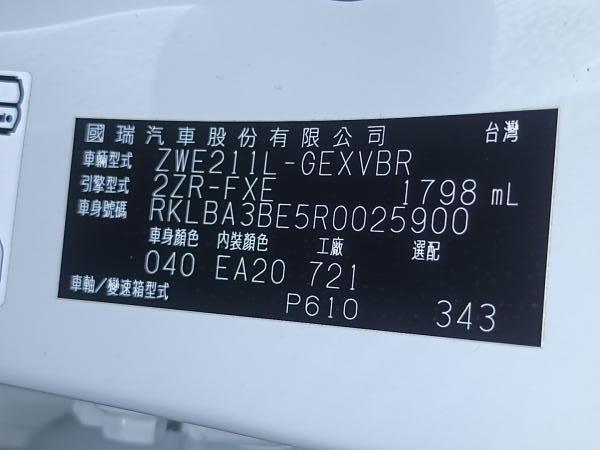 國瑞汽車股份有限公司 台灣
車輛型式 ZWE211L-GEXVBR
引擎型式 2ZR-FXE 1798 mL
車身號碼 RKLBA3BE5R0025900
車身顏色 內裝顏色 工廠 選配
040 EA20 721
車軸/變速箱型式 P610 343